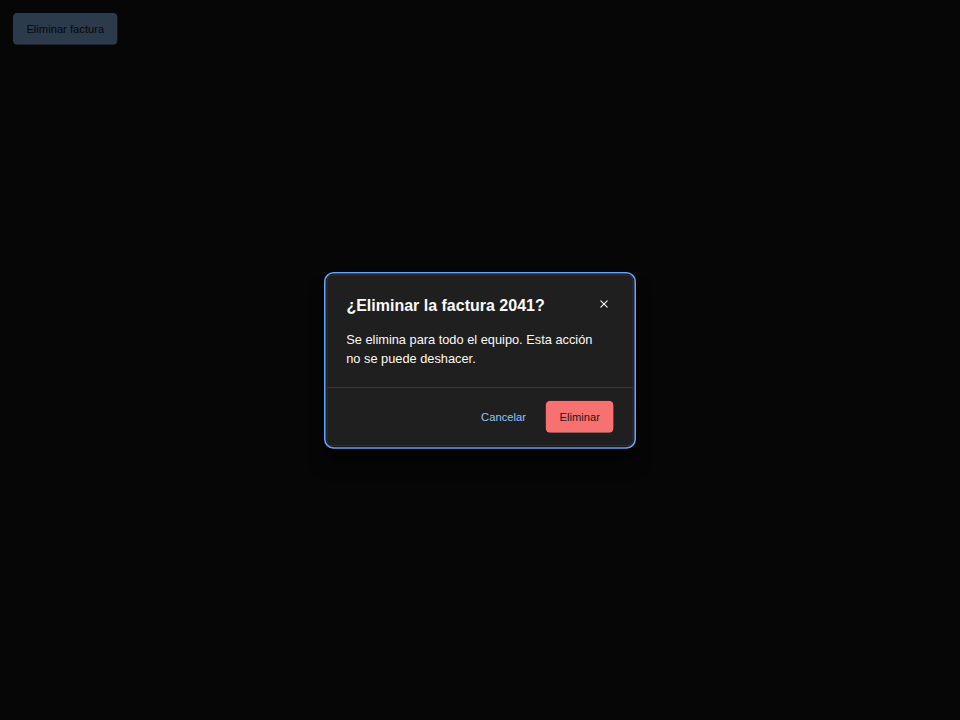 Eliminar factura
¿Eliminar la factura 2041?
Se elimina para todo el equipo. Esta acción
no se puede deshacer.
Cancelar
Eliminar